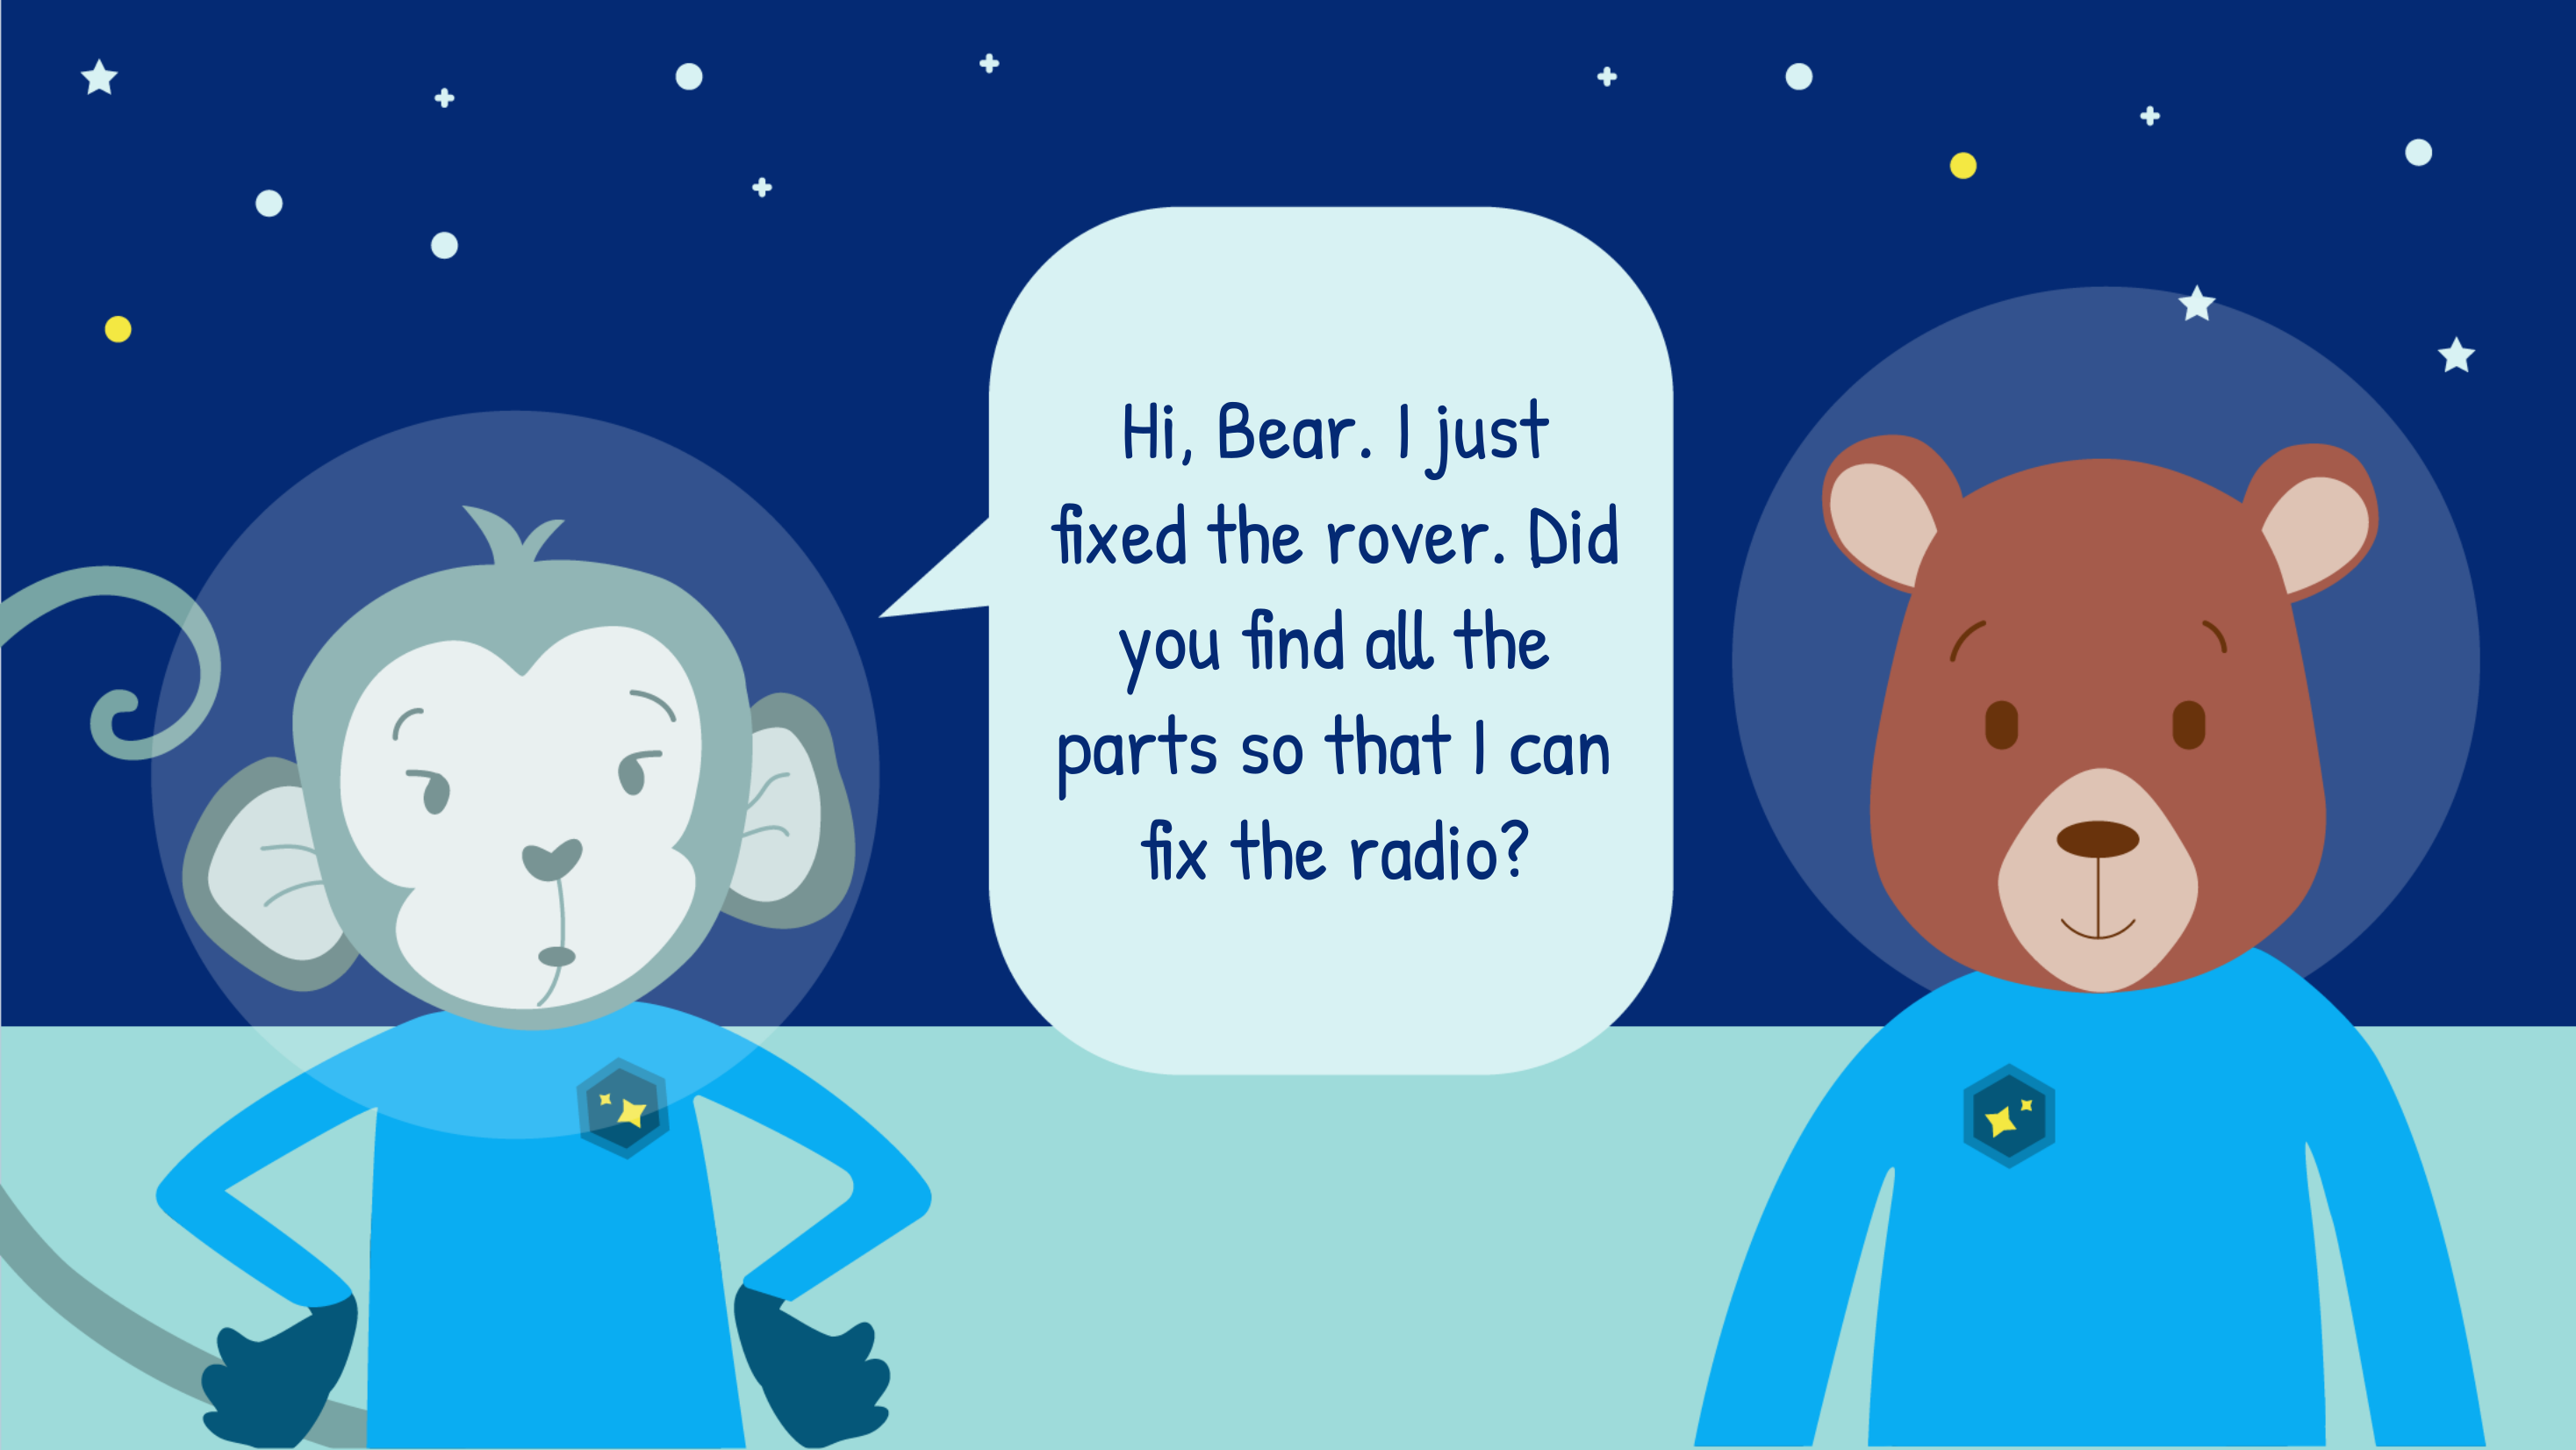 Hi, Bear. I just
fixed the rover. Did
you find all the
parts so that I can
fix the radio?